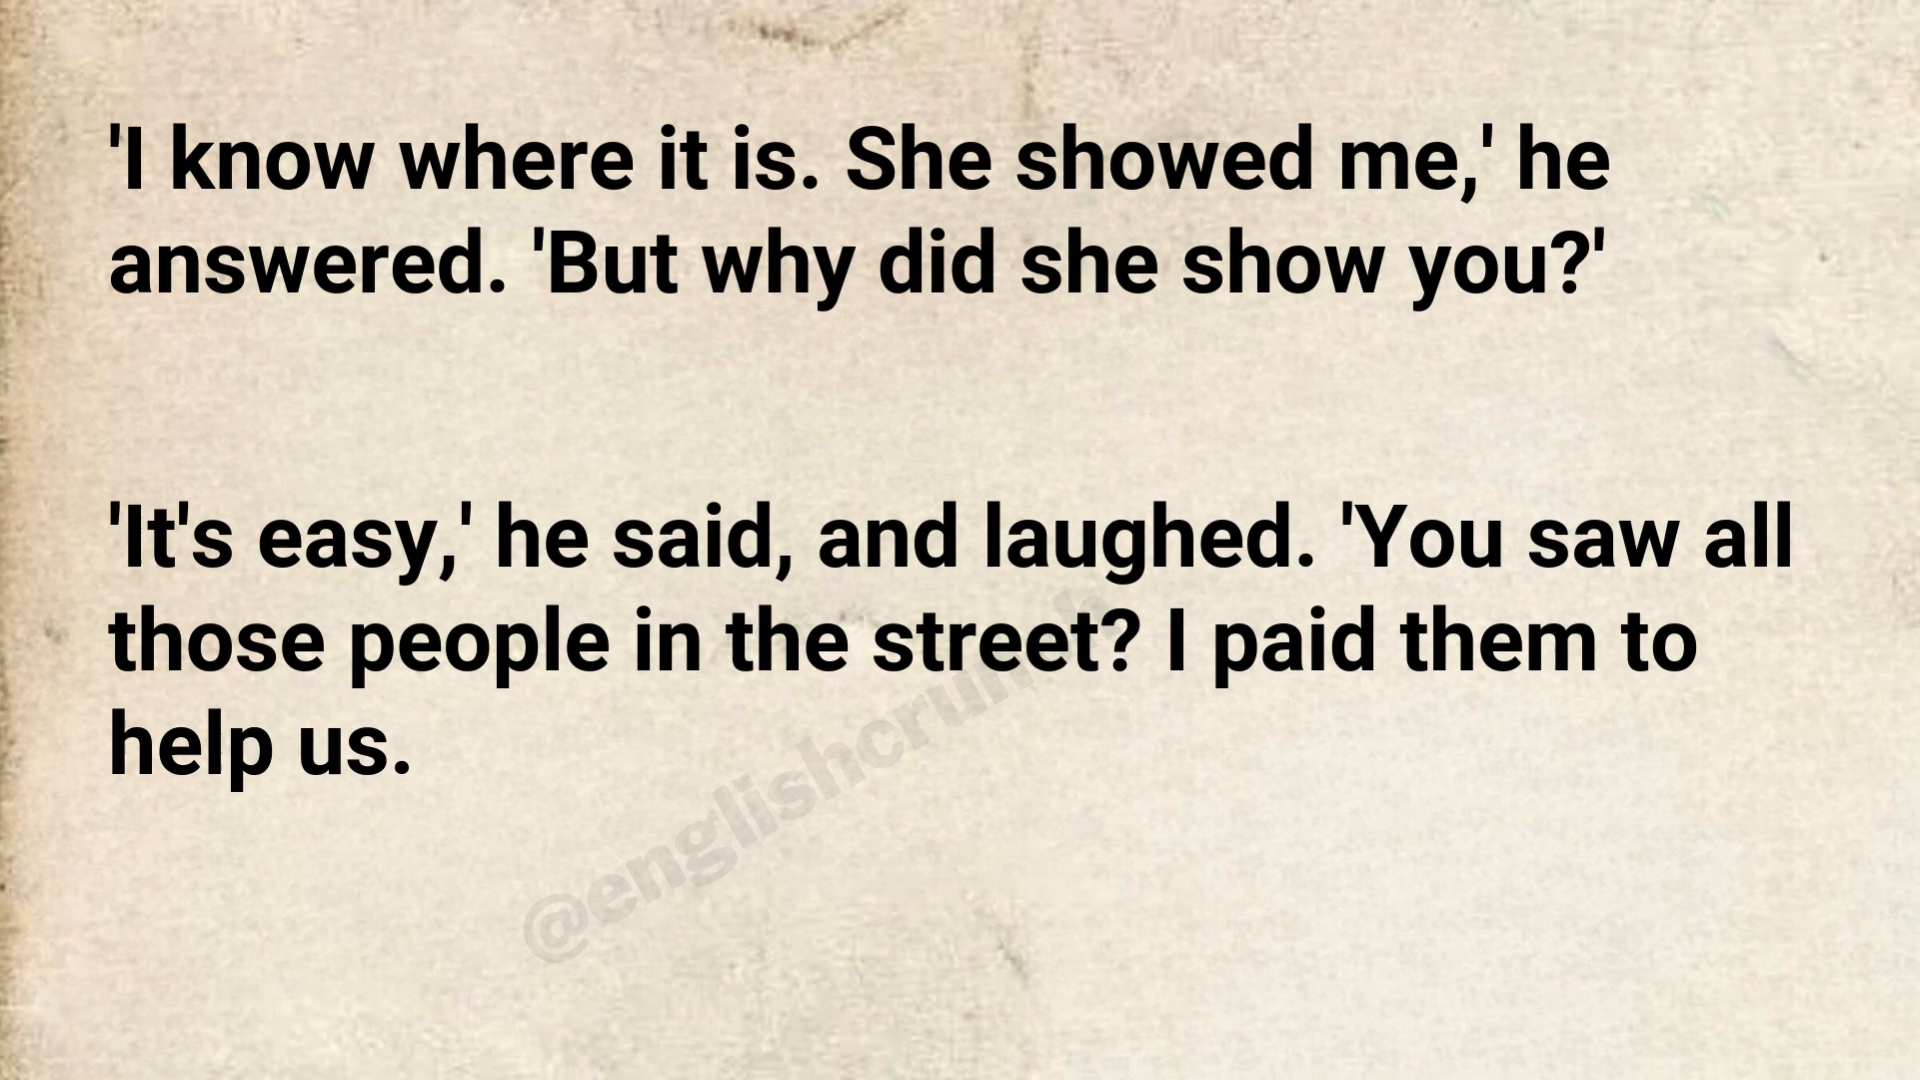 'I know where it is. She showed me,' he
answered. 'But why did she show you?'
'It's easy,' he said, and laughed. 'You saw all
those people in the street? I paid them to
help us.
@englishcrunch